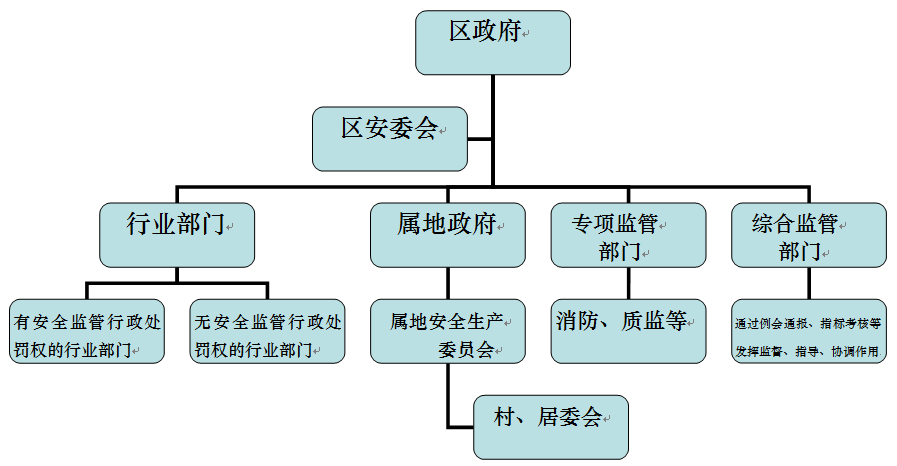 区政府
区安委会
行业部门
属地政府
专项监管
部门
综合监管
部门
有安全监管行政处
罚权的行业部门
无安全监管行政处
罚权的行业部门
属地安全生产
委员会
消防、质监等
通过例会通报、指标考核等
发挥监督、指导、协调作用
村、居委会